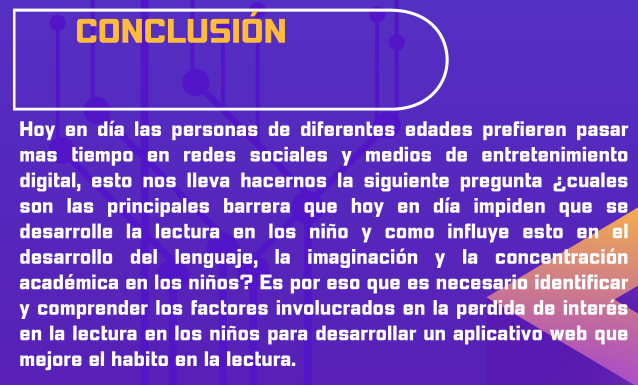 CONCLUSIÓN
Hoy en día las personas de diferentes edades prefieren pasar
mas tiempo en redes sociales y medios de entretenimiento
digital, esto nos lleva hacernos la siguiente pregunta ¿cuales
son las principales barrera que hoy en día impiden que se
desarrolle la lectura en los niño y como influye esto en el
desarrollo del lenguaje, la imaginación y la concentración
académica en los niños? Es por eso que es necesario identificar
y comprender los factores involucrados en la perdida de interés
en la lectura en los niños para desarrollar un aplicativo web que
mejore el habito en la lectura.